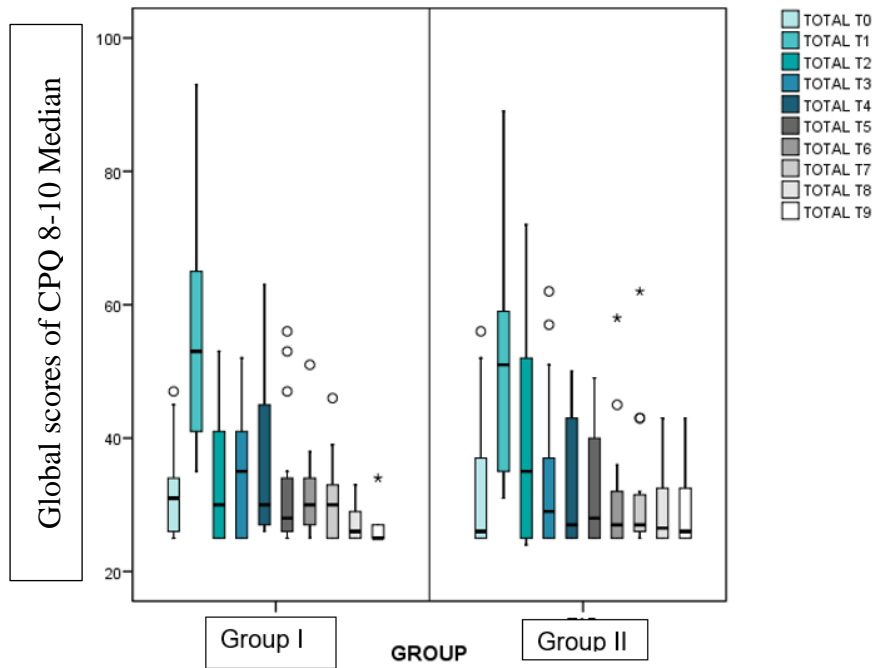 Global scores of CPQ 8-10 Median
100
80
60
40
20
Group I
Group II
GROUP
TOTAL T0
TOTAL T1
TOTAL T2
TOTAL T3
TOTAL T4
TOTAL T5
TOTAL T6
TOTAL T7
TOTAL T8
TOTAL T9